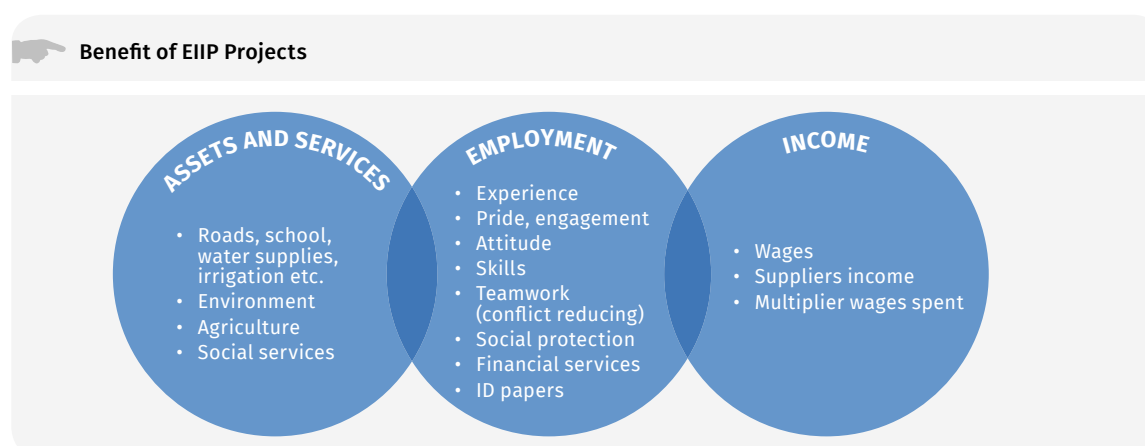 Benefit of EIIP Projects
ASSETS AND SERVICES
• Roads, school,
water supplies,
irrigation etc.
• Environment
• Agriculture
• Social services
EMPLOYMENT
• Experience
• Pride, engagement
• Attitude
• Skills
• Teamwork
(conflict reducing)
• Social protection
• Financial services
• ID papers
INCOME
• Wages
• Suppliers income
• Multiplier wages spent